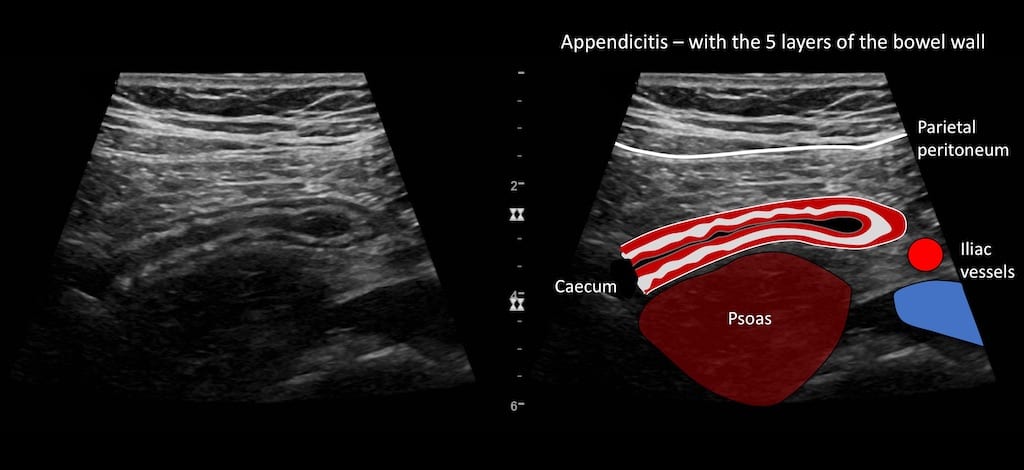 Appendicitis – with the 5 layers of the bowel wall
Parietal
peritoneum
2
Iliac
vessels
Caecum
4
Psoas
6